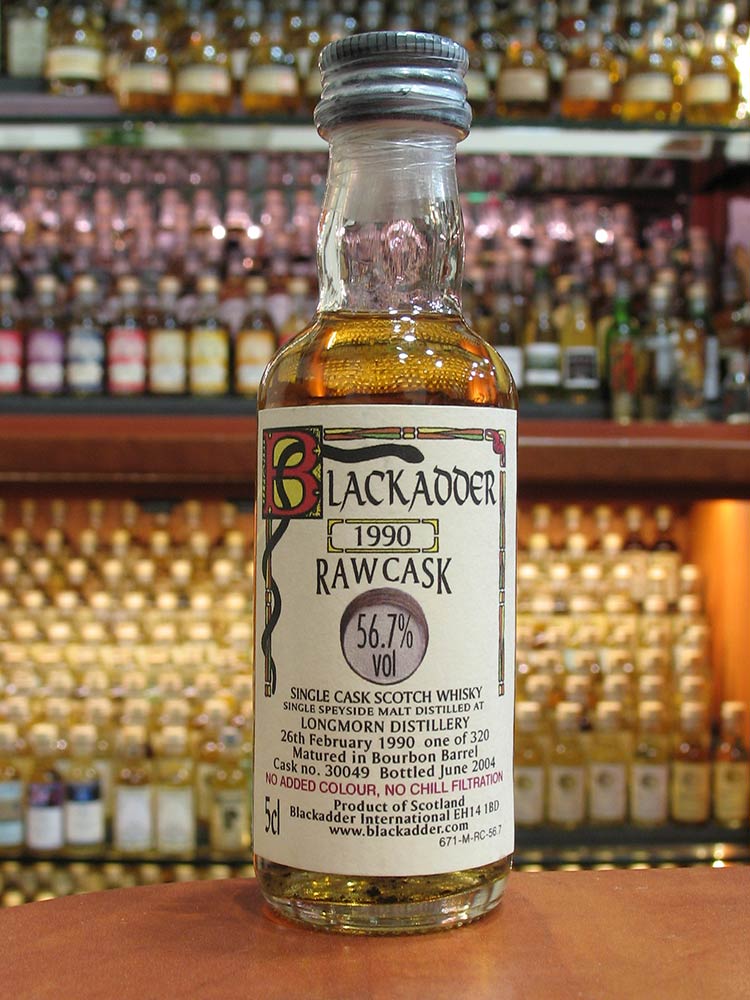 BLACKADDER
1990
RAW CASK
56.7%
vol
SINGLE CASK SCOTCH WHISKY
SINGLE SPEYSIDE MALT DISTILLED AT
LONGMORN DISTILLERY
26th February 1990 one of 320
Matured in Bourbon Barrel
Cask no. 30049 Bottled June 2004
NO ADDED COLOUR, NO CHILL FILTRATION
Product of Scotland
5cl
Blackadder International EH14 1BD
www.blackadder.com
671-M-RC-56.7